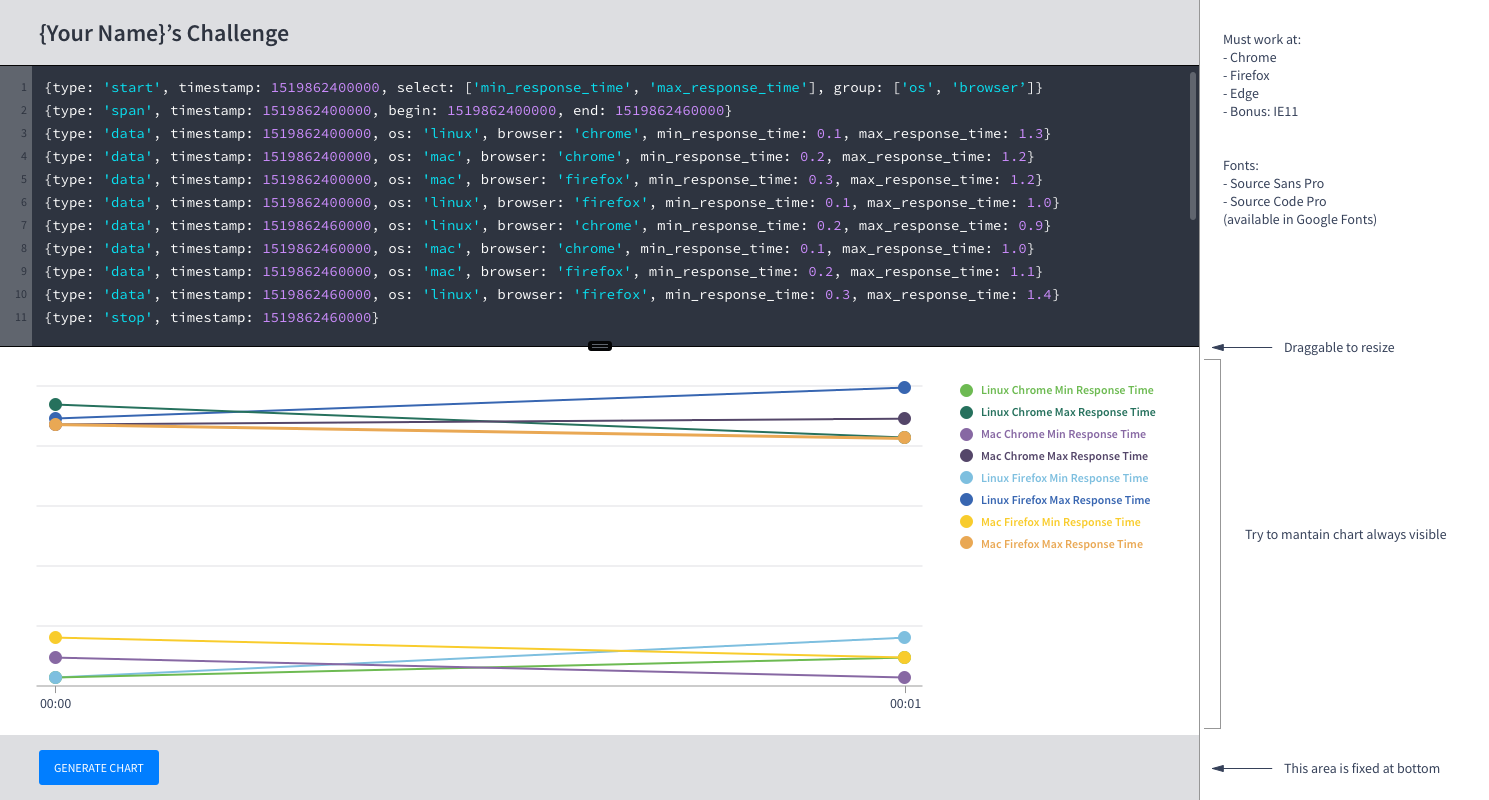 {Your Name}’s Challenge
1 {type: 'start', timestamp: 1519862400000, select: ['min_response_time', 'max_response_time'], group: ['os', 'browser’]}
2 {type: 'span', timestamp: 1519862400000, begin: 1519862400000, end: 1519862460000}
3 {type: 'data', timestamp: 1519862400000, os: 'linux', browser: 'chrome', min_response_time: 0.1, max_response_time: 1.3}
4 {type: 'data', timestamp: 1519862400000, os: 'mac', browser: 'chrome', min_response_time: 0.2, max_response_time: 1.2}
5 {type: 'data', timestamp: 1519862400000, os: 'mac', browser: 'firefox', min_response_time: 0.3, max_response_time: 1.2}
6 {type: 'data', timestamp: 1519862400000, os: 'linux', browser: 'firefox', min_response_time: 0.1, max_response_time: 1.0}
7 {type: 'data', timestamp: 1519862460000, os: 'linux', browser: 'chrome', min_response_time: 0.2, max_response_time: 0.9}
8 {type: 'data', timestamp: 1519862460000, os: 'mac', browser: 'chrome', min_response_time: 0.1, max_response_time: 1.0}
9 {type: 'data', timestamp: 1519862460000, os: 'mac', browser: 'firefox', min_response_time: 0.2, max_response_time: 1.1}
10 {type: 'data', timestamp: 1519862460000, os: 'linux', browser: 'firefox', min_response_time: 0.3, max_response_time: 1.4}
11 {type: 'stop', timestamp: 1519862460000}
Linux Chrome Min Response Time
Linux Chrome Max Response Time
Mac Chrome Min Response Time
Mac Chrome Max Response Time
Linux Firefox Min Response Time
Linux Firefox Max Response Time
Mac Firefox Min Response Time
Mac Firefox Max Response Time
00:00
00:01
GENERATE CHART
Must work at:
- Chrome
- Firefox
- Edge
- Bonus: IE11
Fonts:
- Source Sans Pro
- Source Code Pro
(available in Google Fonts)
Draggable to resize
Try to mantain chart always visible
This area is fixed at bottom